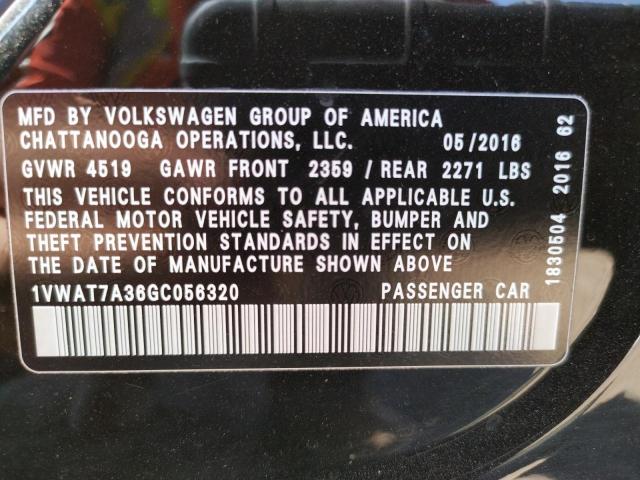 MFD BY VOLKSWAGEN GROUP OF AMERICA
CHATTANOOGA OPERATIONS, LLC. 05/2016
GVWR 4519 GAWR FRONT 2359 / REAR 2271 LBS
THIS VEHICLE CONFORMS TO ALL APPLICABLE U.S.
FEDERAL MOTOR VEHICLE SAFETY, BUMPER AND
THEFT PREVENTION STANDARDS IN EFFECT ON
THE DATE OF MANUFACTURE SHOWN ABOVE
1VWAT7A36GC056320 PASSENGER CAR
1830504 2016 62